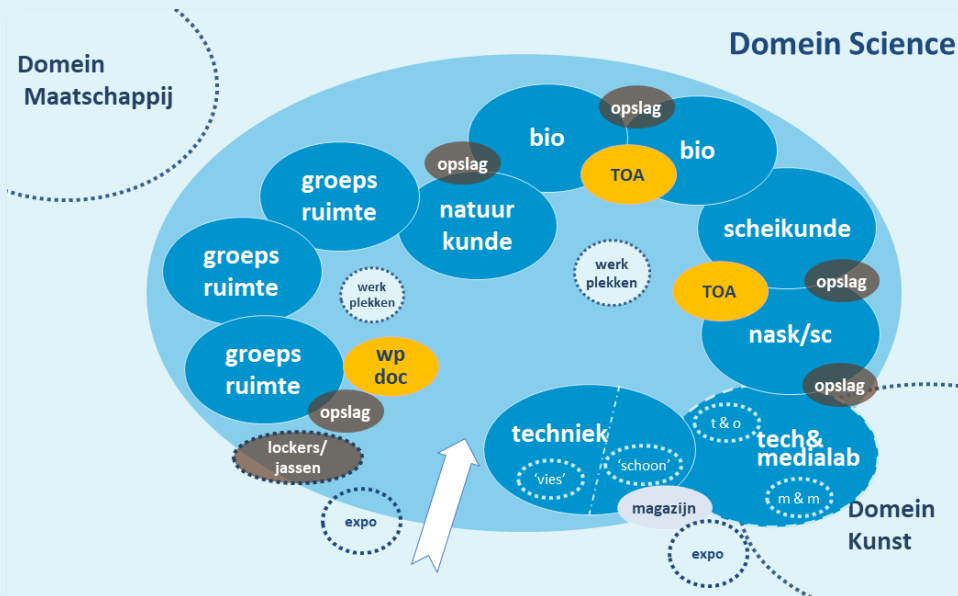 Domein
Maatschappij
Domein Science
opslag
bio
bio
opslag
TOA
groeps
ruimte
natuur
kunde
scheikunde
groeps
ruimte
werk
plekken
werk
plekken
TOA
opslag
nask/sc
groeps
ruimte
wp
doc
opslag
opslag
lockers/
jassen
techniek
'vies'
'schoon'
t & o
tech&
medialab
m & m
magazijn
expo
expo
Domein
Kunst